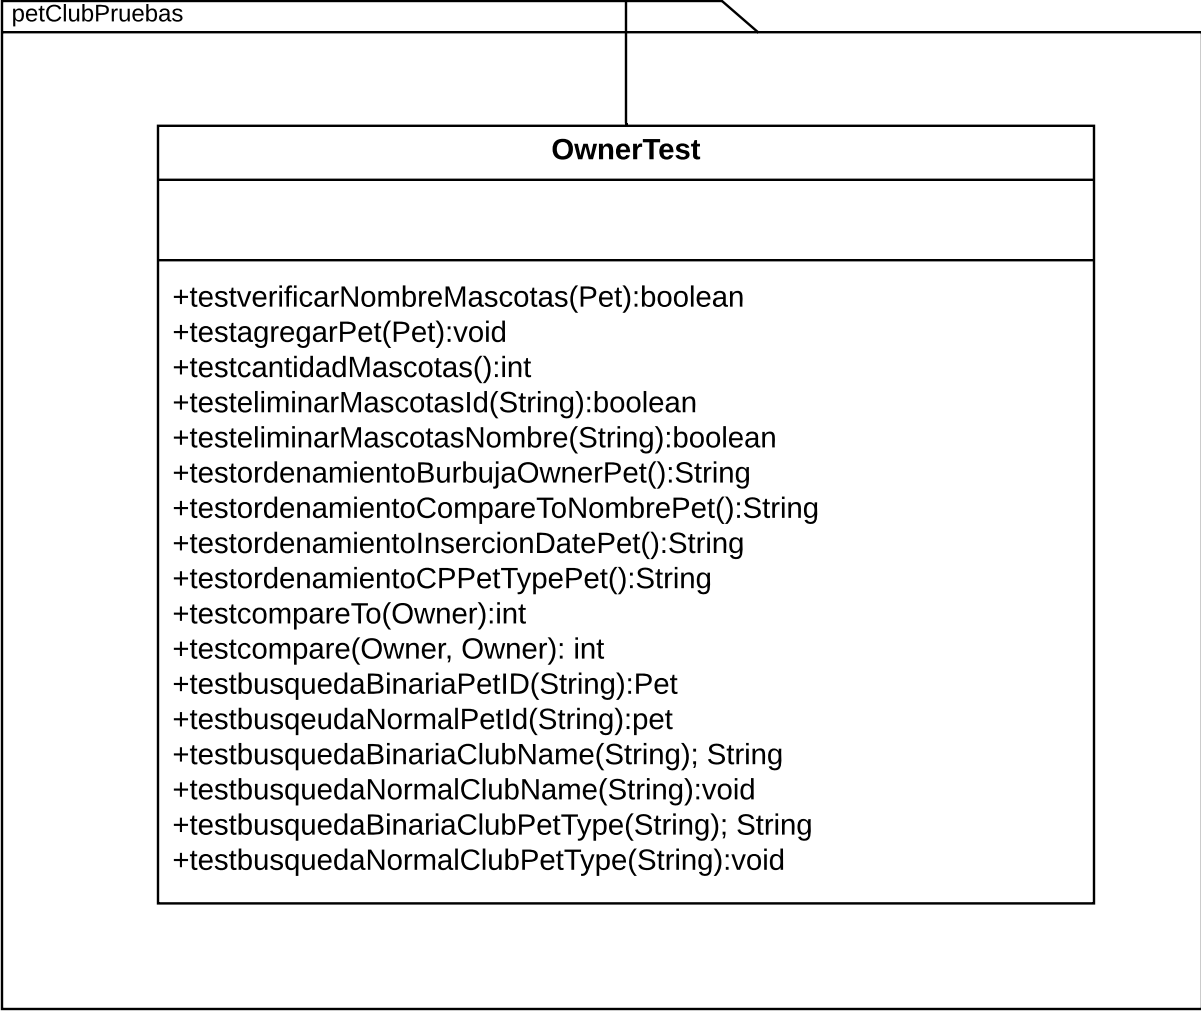 petClubPruebas
OwnerTest
+testverificarNombreMascotas(Pet):boolean
+testagregarPet(Pet):void
+testcantidadMascotas():int
+testeliminarMascotasId(String):boolean
+testeliminarMascotasNombre(String):boolean
+testordenamientoBurbujaOwnerPet():String
+testordenamientoCompareToNombrePet():String
+testordenamientoInsercionDatePet():String
+testordenamientoCPPetTypePet():String
+testcompareTo(Owner):int
+testcompare(Owner, Owner): int
+testbusquedaBinariaPetID(String):Pet
+testbusqeudaNormalPetId(String):pet
+testbusquedaBinariaClubName(String); String
+testbusquedaNormalClubName(String):void
+testbusquedaBinariaClubPetType(String); String
+testbusquedaNormalClubPetType(String):void